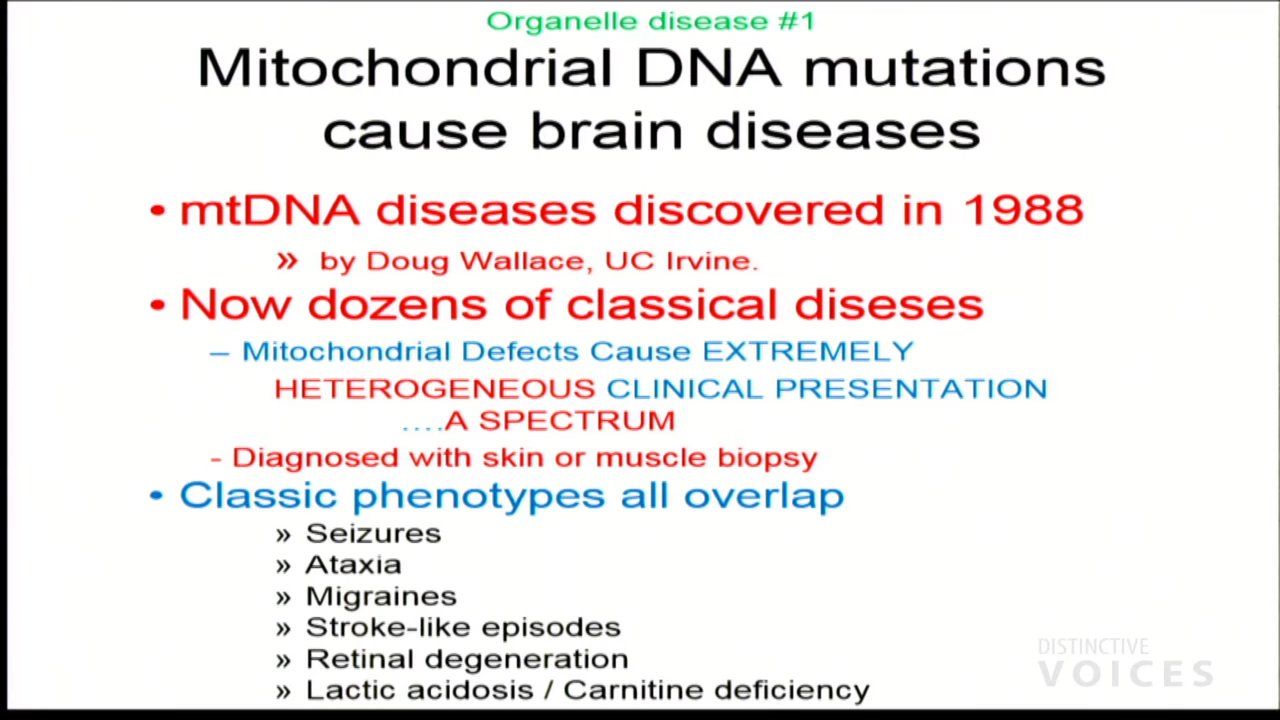 Organelle disease #1
Mitochondrial DNA mutations
cause brain diseases
• mtDNA diseases discovered in 1988
» by Doug Wallace, UC Irvine.
• Now dozens of classical diseses
– Mitochondrial Defects Cause EXTREMELY
HETEROGENEOUS CLINICAL PRESENTATION
....A SPECTRUM
- Diagnosed with skin or muscle biopsy
• Classic phenotypes all overlap
» Seizures
» Ataxia
» Migraines
» Stroke-like episodes
» Retinal degeneration
» Lactic acidosis / Carnitine deficiency
DISTINCTIVE
VOICES